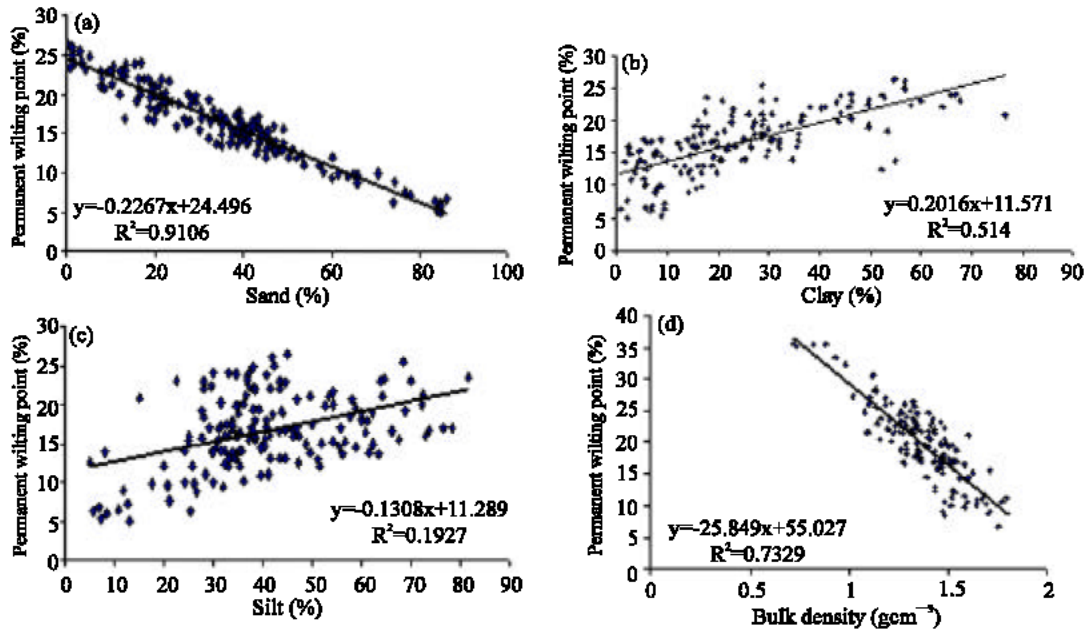 (a)
Permanent wilting point (%)
30
25
20
15
10
5
0
y=-0.2267x+24.496
R²=0.9106
0 20 40 60 80 100
Sand (%)
(b)
Permanent wilting point (%)
30
25
20
15
10
5
0
y=0.2016x+11.571
R²=0.514
0 10 20 30 40 50 60 70 80 90
Clay (%)
(c)
Permanent wilting point (%)
30
25
20
15
10
5
0
y=-0.1308x+11.289
R²=0.1927
0 10 20 30 40 50 60 70 80 90
Silt (%)
(d)
Permanent wilting point (%)
40
35
30
25
20
15
10
5
0
y=-25.849x+55.027
R²=0.7329
0 0.5 1 1.5 2
Bulk density (gcm⁻³)